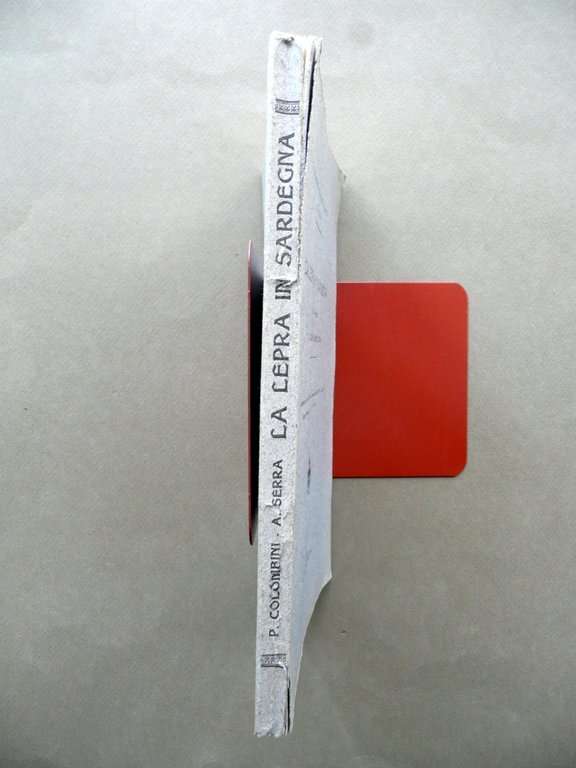 P. COLOMBINI - A. SERRA LA LEPRA IN SARDEGNA